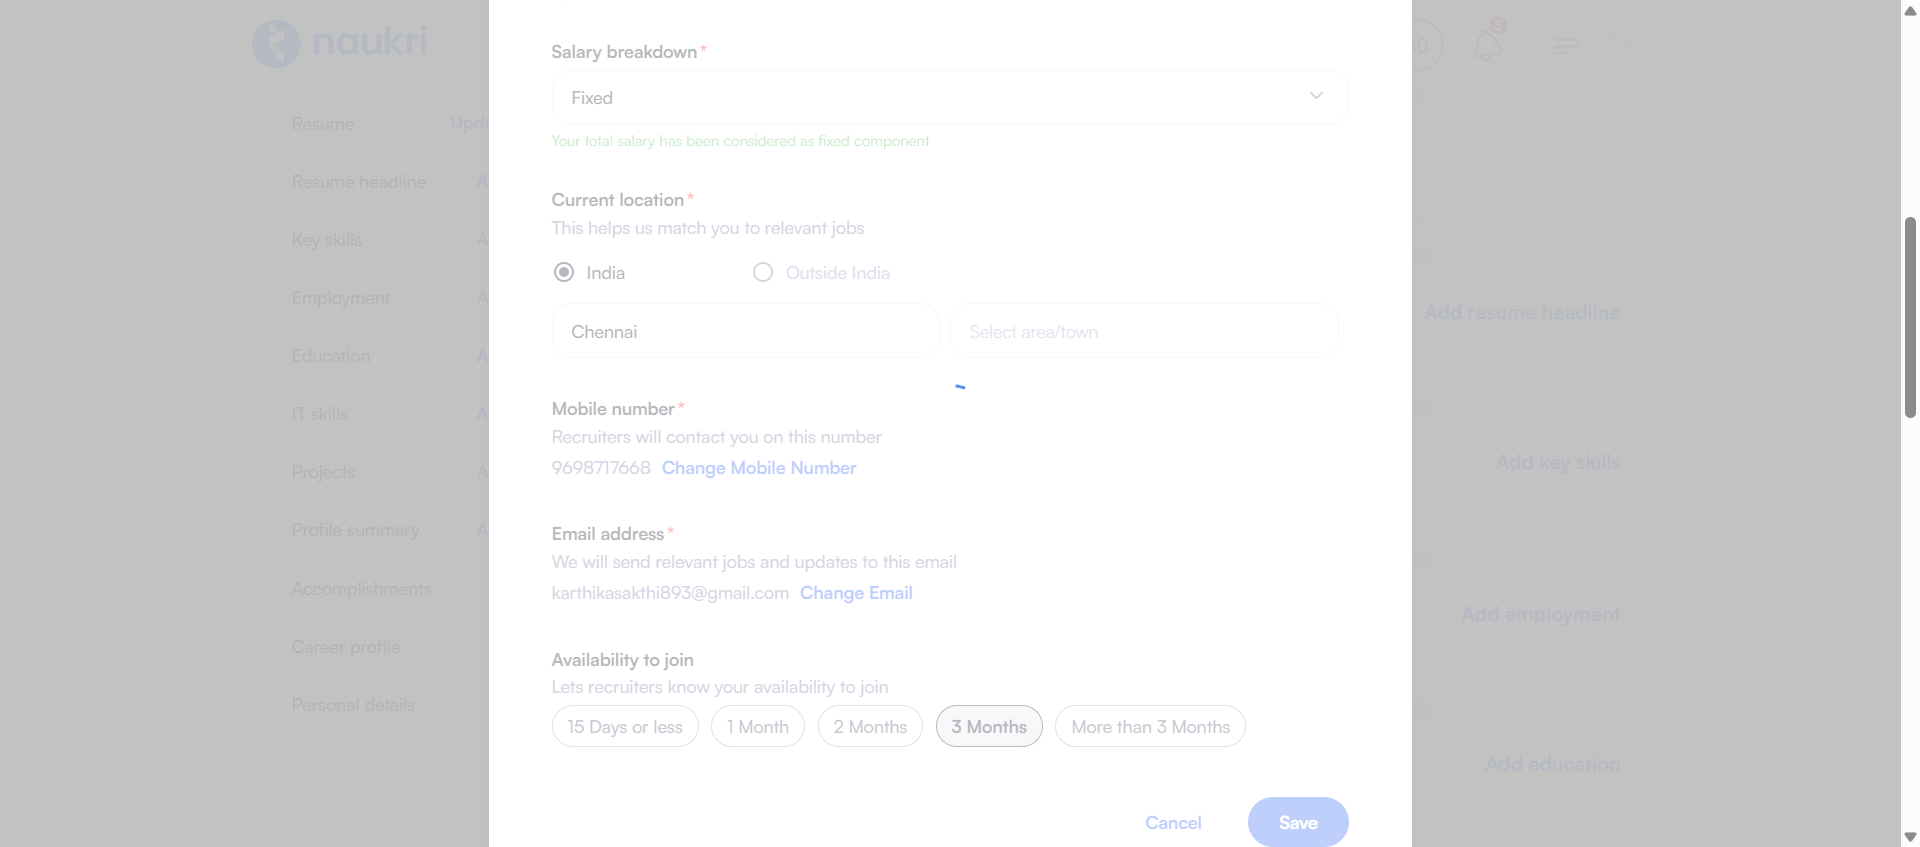 naukri
3
Resume
Upda
Resume headline
A
Key skills
A
Employment
A
Education
A
IT skills
A
Projects
A
Profile summary
A
Accomplishments
Career profile
Personal details
Salary breakdown*
Fixed
Your total salary has been considered as fixed component
Current location*
This helps us match you to relevant jobs
India Outside India
Chennai Select area/town
Mobile number*
Recruiters will contact you on this number
9698717668 Change Mobile Number
Email address*
We will send relevant jobs and updates to this email
karthikasakthi893@gmail.com Change Email
Availability to join
Lets recruiters know your availability to join
15 Days or less 1 Month 2 Months 3 Months More than 3 Months
Cancel Save
Add resume headline
Add key skills
Add employment
Add education